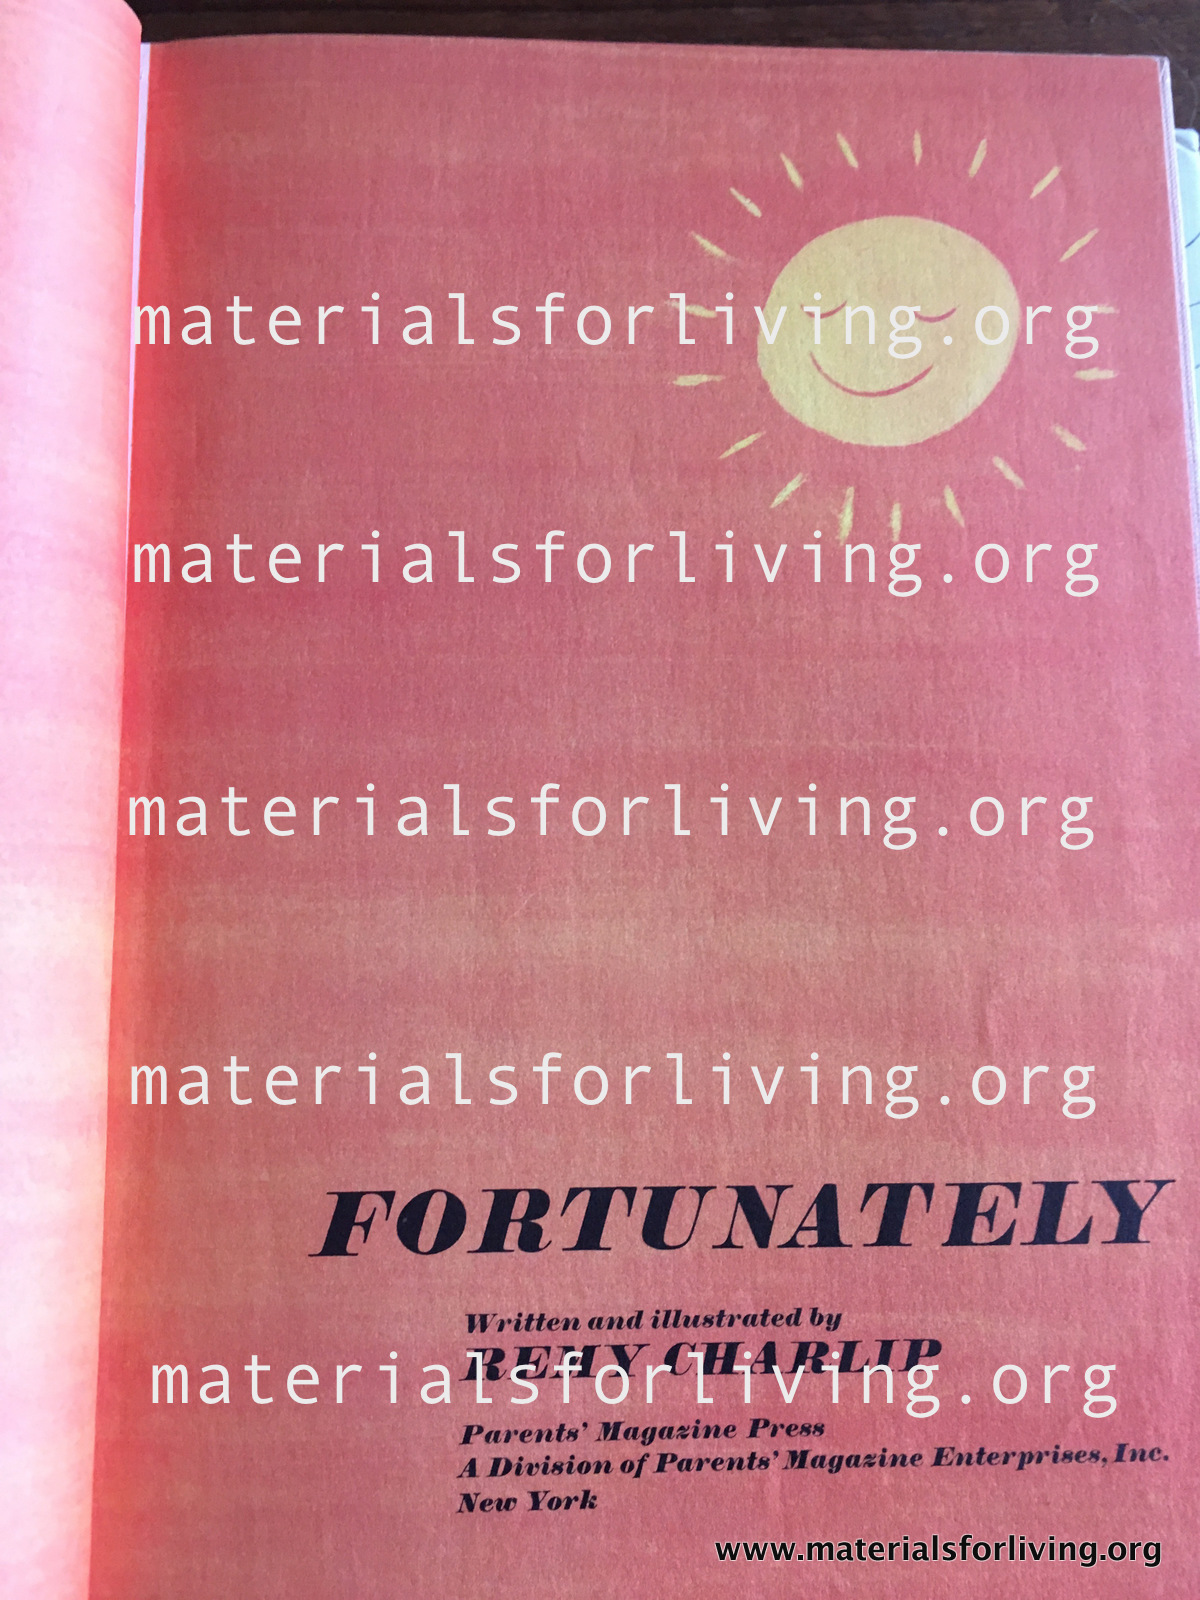 materialsforliving.org
materialsforliving.org
materialsforliving.org
materialsforliving.org
FORTUNATELY
Written and illustrated by
REMY CHARLIP
materialsforliving.org
Parents’ Magazine Press
A Division of Parents’ Magazine Enterprises, Inc.
New York
www.materialsforliving.org